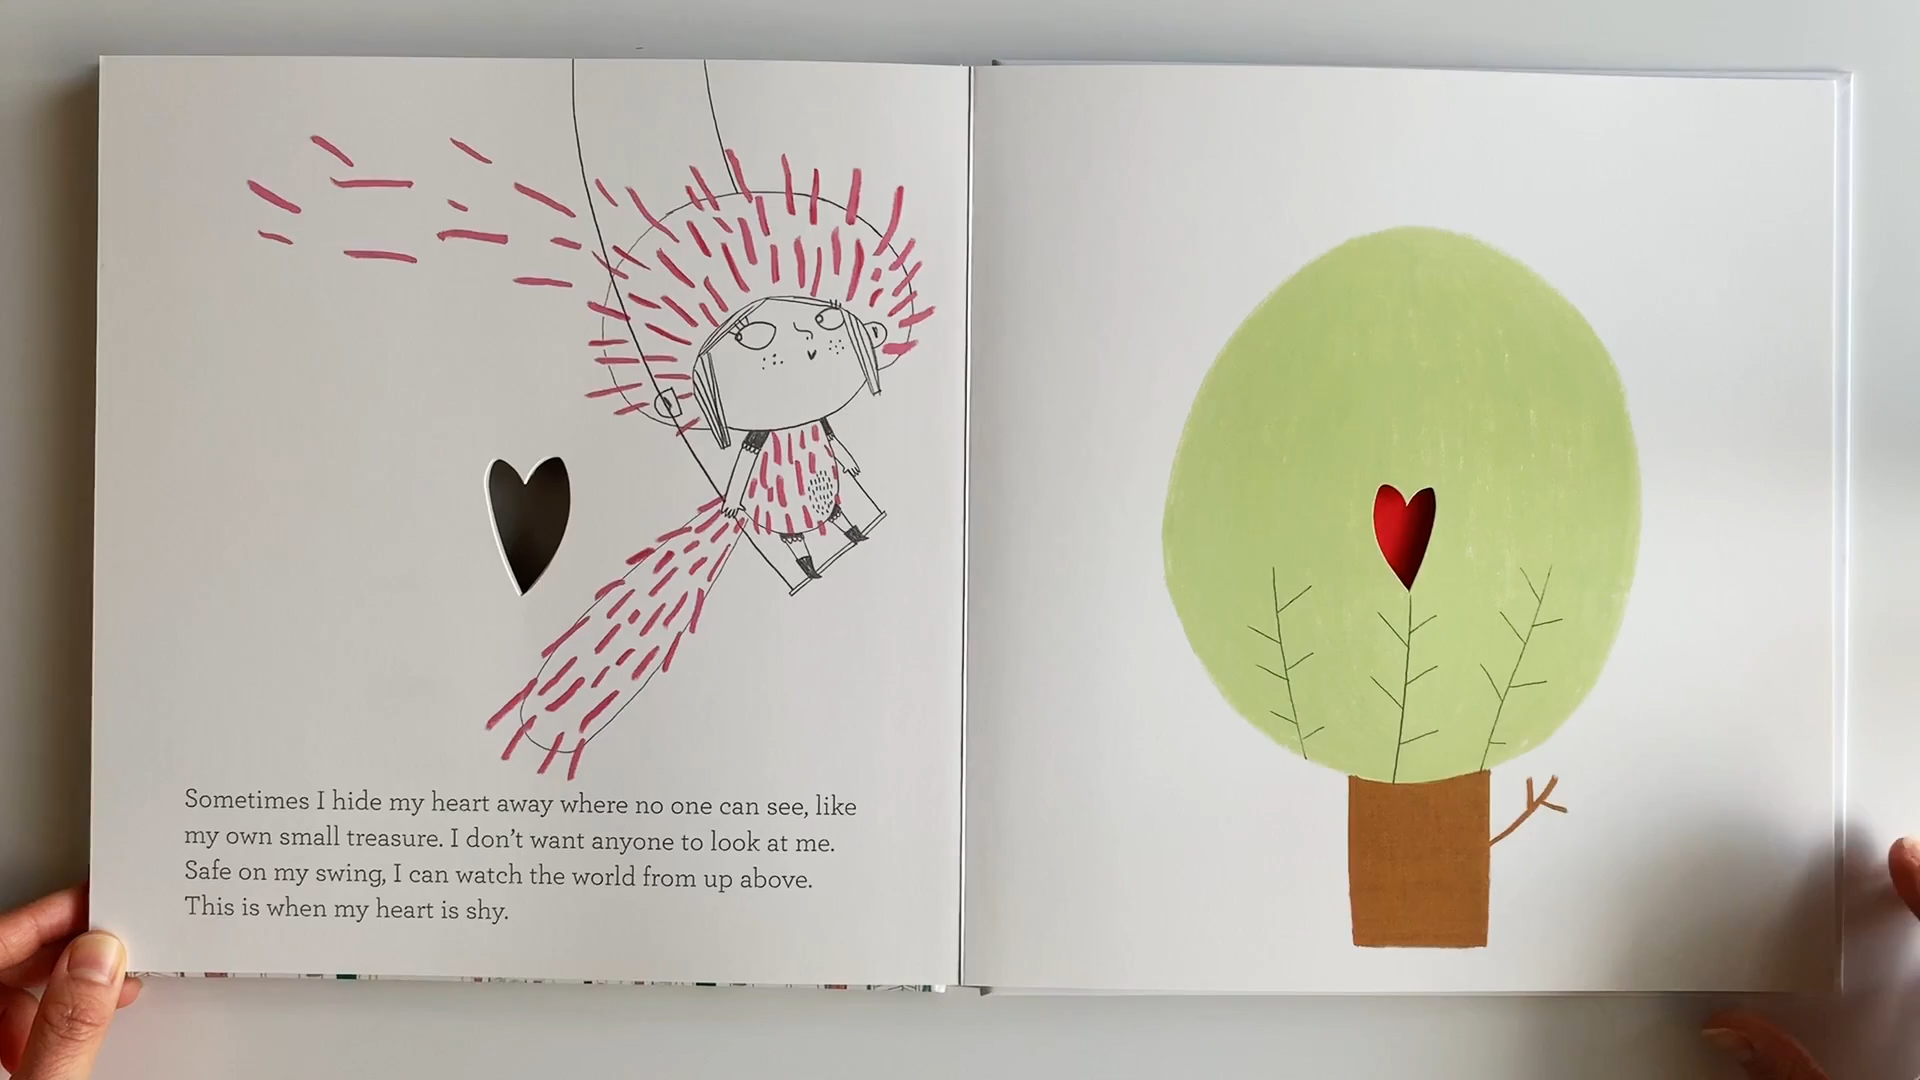 Sometimes I hide my heart away where no one can see, like
my own small treasure. I don’t want anyone to look at me.
Safe on my swing, I can watch the world from up above.
This is when my heart is shy.